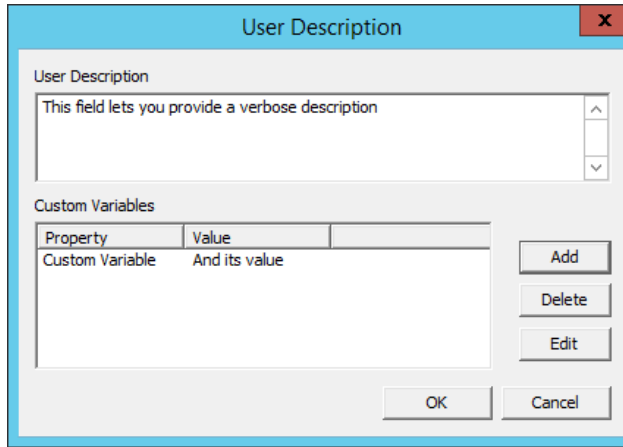 User Description
x
User Description
This field lets you provide a verbose description
Custom Variables
Property Value
Custom Variable And its value
Add
Delete
Edit
OK Cancel